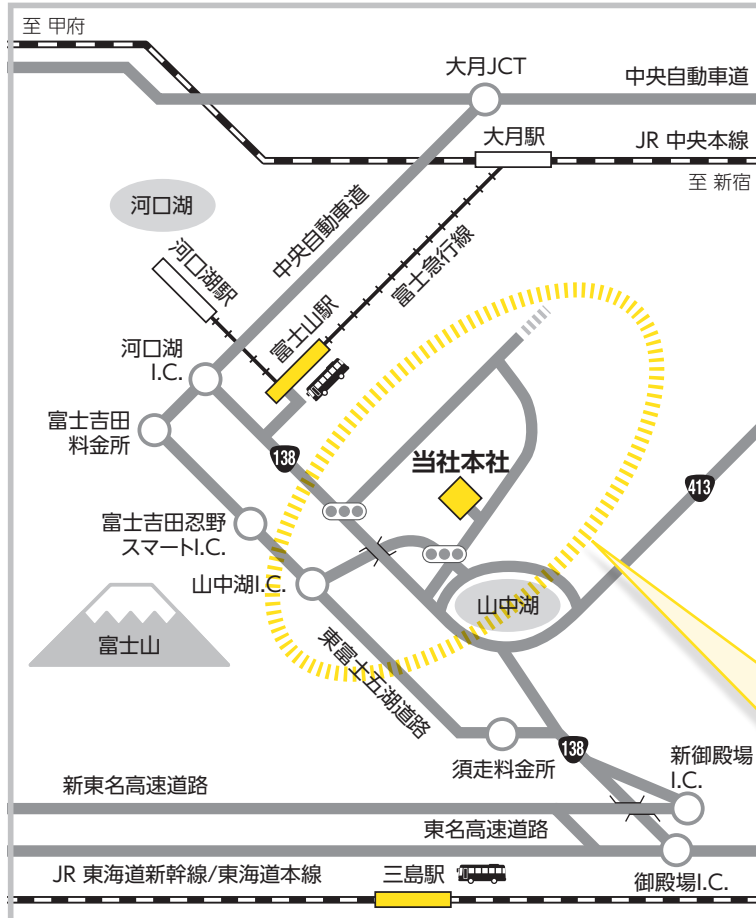 至 甲府
大月JCT
中央自動車道
大月駅
JR 中央本線
至 新宿
河口湖
中央自動車道
河口湖駅
富士急行線
富士山駅
河口湖
I.C.
富士吉田
料金所
138
当社本社
413
富士吉田忍野
スマートI.C.
山中湖I.C.
山中湖
富士山
東富士五湖道路
138
須走料金所
新御殿場
I.C.
新東名高速道路
東名高速道路
JR 東海道新幹線/東海道本線
三島駅
御殿場I.C.